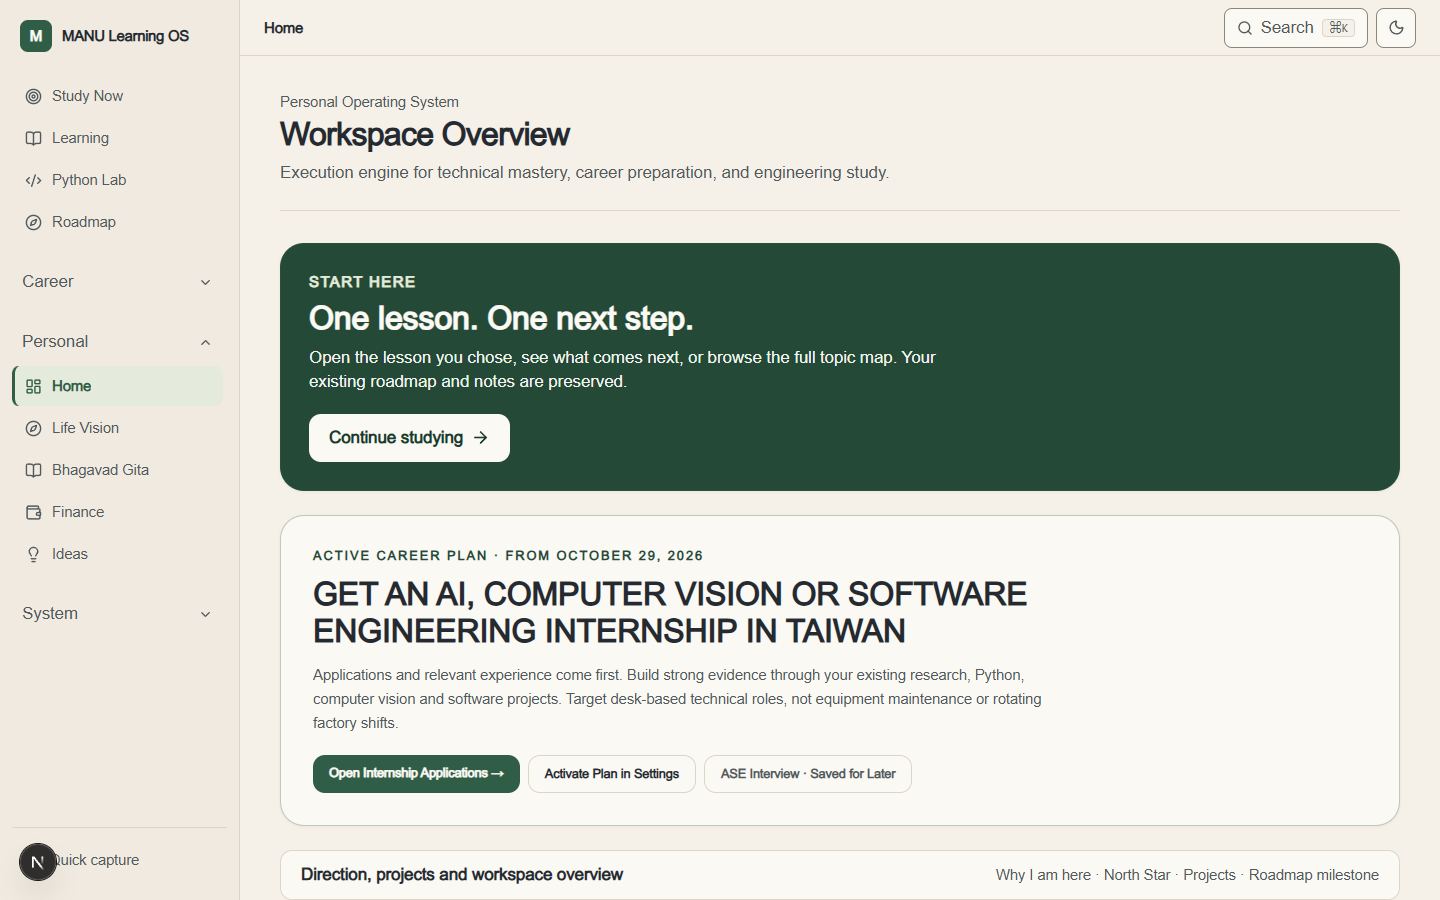 M MANU Learning OS
Study Now
Learning
Python Lab
Roadmap
Career
Personal
Home
Life Vision
Bhagavad Gita
Finance
Ideas
System
N
Quick capture
Home
Search ⌘K
Personal Operating System
Workspace Overview
Execution engine for technical mastery, career preparation, and engineering study.
START HERE
One lesson. One next step.
Open the lesson you chose, see what comes next, or browse the full topic map. Your
existing roadmap and notes are preserved.
Continue studying →
ACTIVE CAREER PLAN · FROM OCTOBER 29, 2026
GET AN AI, COMPUTER VISION OR SOFTWARE
ENGINEERING INTERNSHIP IN TAIWAN
Applications and relevant experience come first. Build strong evidence through your existing research, Python,
computer vision and software projects. Target desk-based technical roles, not equipment maintenance or rotating
factory shifts.
Open Internship Applications →
Activate Plan in Settings
ASE Interview · Saved for Later
Direction, projects and workspace overview
Why I am here · North Star · Projects · Roadmap milestone